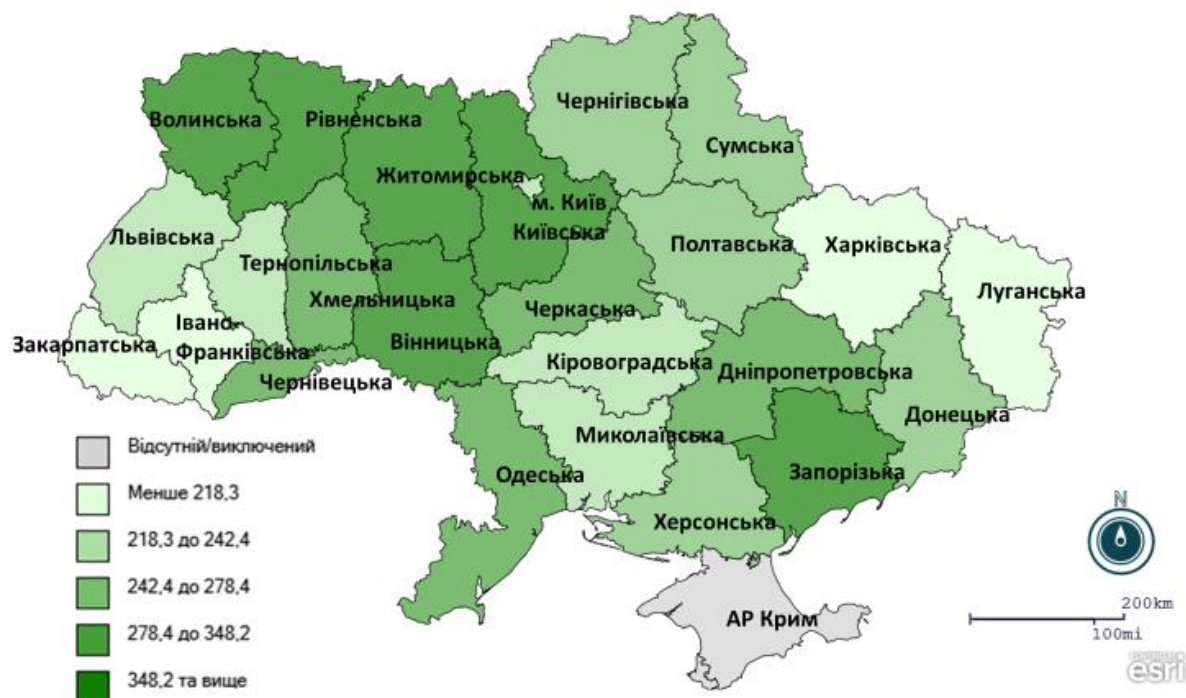 Чернігівська
Волинська
Рівненська
Сумська
Житомирська
м. Київ
Київська
Львівська
Тернопільська
Полтавська
Харківська
Луганська
Хмельницька
Черкаська
Івано-
Франківська
Закарпатська
Вінницька
Кіровоградська
Дніпропетровська
Чернівецька
Донецька
Миколаївська
Одеська
Запорізька
Херсонська
АР Крим
Відсутній/виключений
Менше 218,3
218,3 до 242,4
242,4 до 278,4
278,4 до 348,2
348,2 та вище
N
200km
100mi
esri